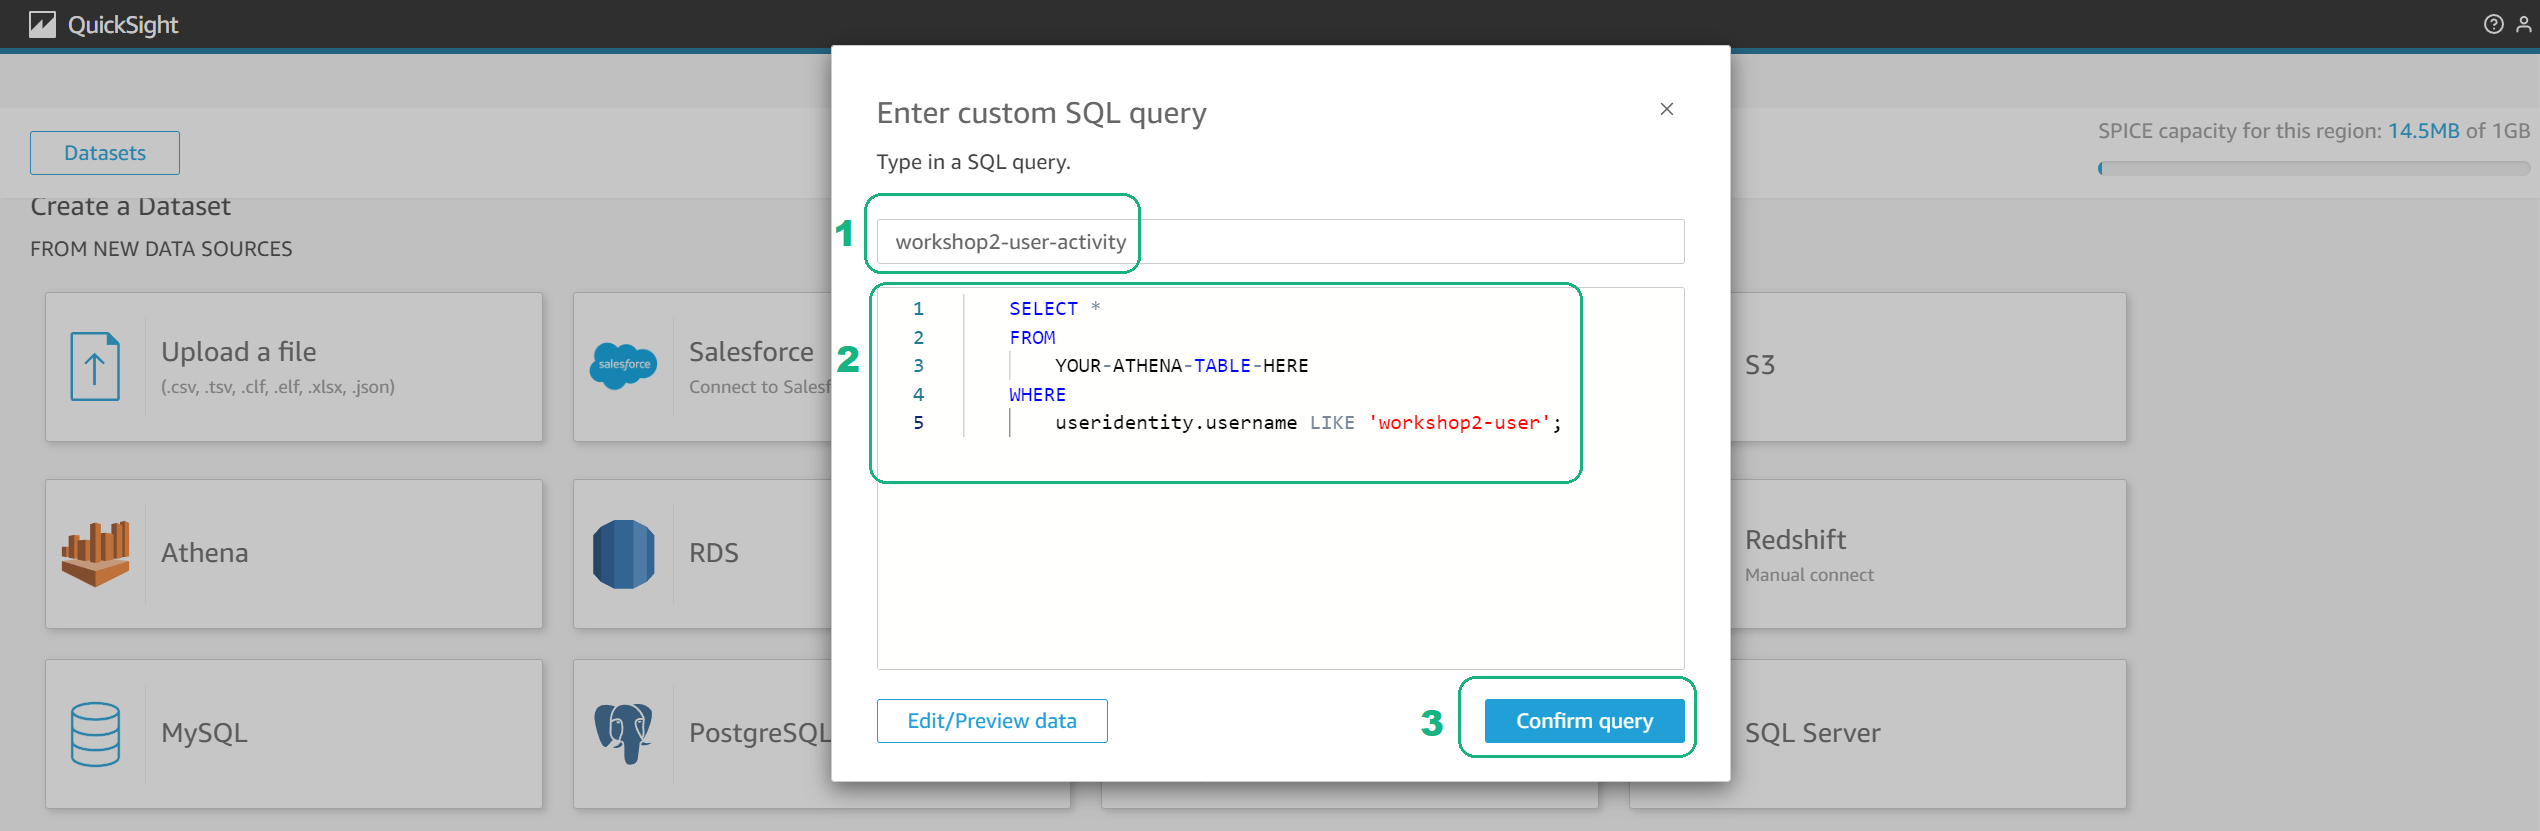 QuickSight
Datasets
SPICE capacity for this region: 14.5MB of 1GB
Create a Dataset
FROM NEW DATA SOURCES
Upload a file
(.csv, .tsv, .clf, .elf, .xlsx, .json)
Salesforce
Connect to Salesf
salesforce
S3
Athena
RDS
Redshift
Manual connect
MySQL
PostgreSQL
SQL Server
Enter custom SQL query
×
Type in a SQL query.
1
workshop2-user-activity
2
1 SELECT *
2 FROM
3 YOUR-ATHENA-TABLE-HERE
4 WHERE
5 useridentity.username LIKE 'workshop2-user';
Edit/Preview data
3
Confirm query